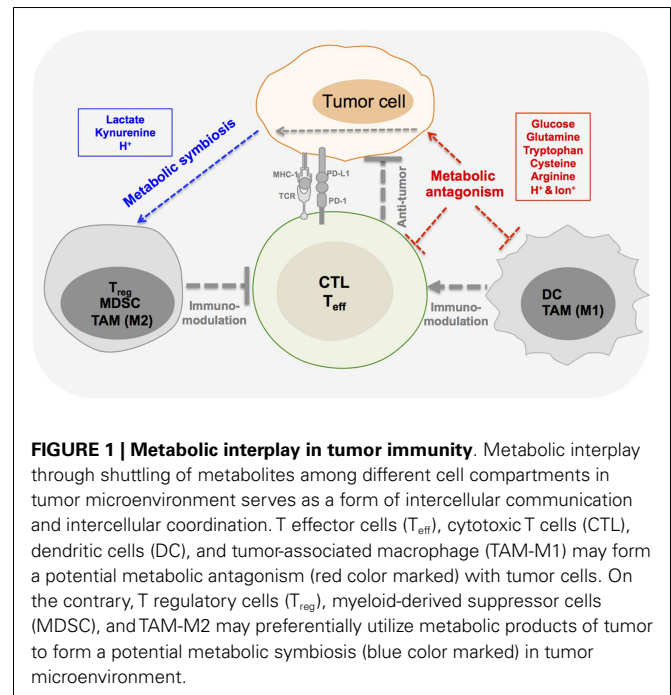 Tumor cell
Lactate
Kynurenine
H⁺
Metabolic symbiosis
Glucose
Glutamine
Tryptophan
Cysteine
Arginine
H⁺ & Ion⁺
Metabolic
antagonism
MHC-1
TCR
PD-L1
PD-1
Anti-tumor
T_reg
MDSC
TAM (M2)
Immuno-
modulation
CTL
T_eff
Immuno-
modulation
DC
TAM (M1)
FIGURE 1 | Metabolic interplay in tumor immunity. Metabolic interplay
through shuttling of metabolites among different cell compartments in
tumor microenvironment serves as a form of intercellular communication
and intercellular coordination. T effector cells (T_eff), cytotoxic T cells (CTL),
dendritic cells (DC), and tumor-associated macrophage (TAM-M1) may form
a potential metabolic antagonism (red color marked) with tumor cells. On
the contrary, T regulatory cells (T_reg), myeloid-derived suppressor cells
(MDSC), and TAM-M2 may preferentially utilize metabolic products of tumor
to form a potential metabolic symbiosis (blue color marked) in tumor
microenvironment.